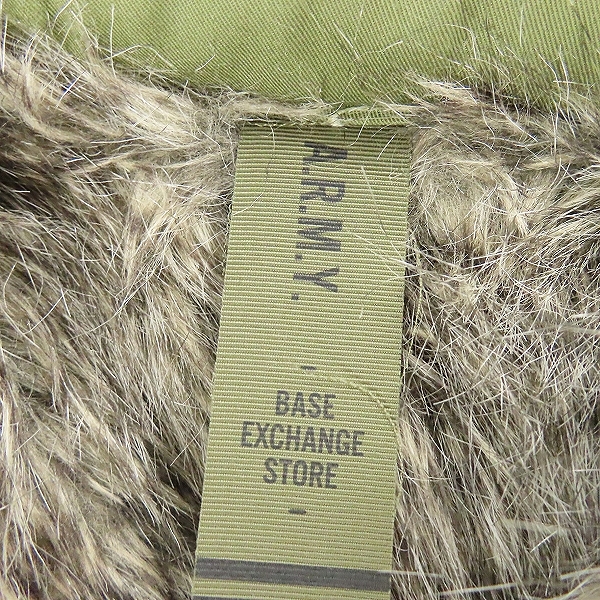 A.R.M.Y.
BASE
EXCHANGE
STORE